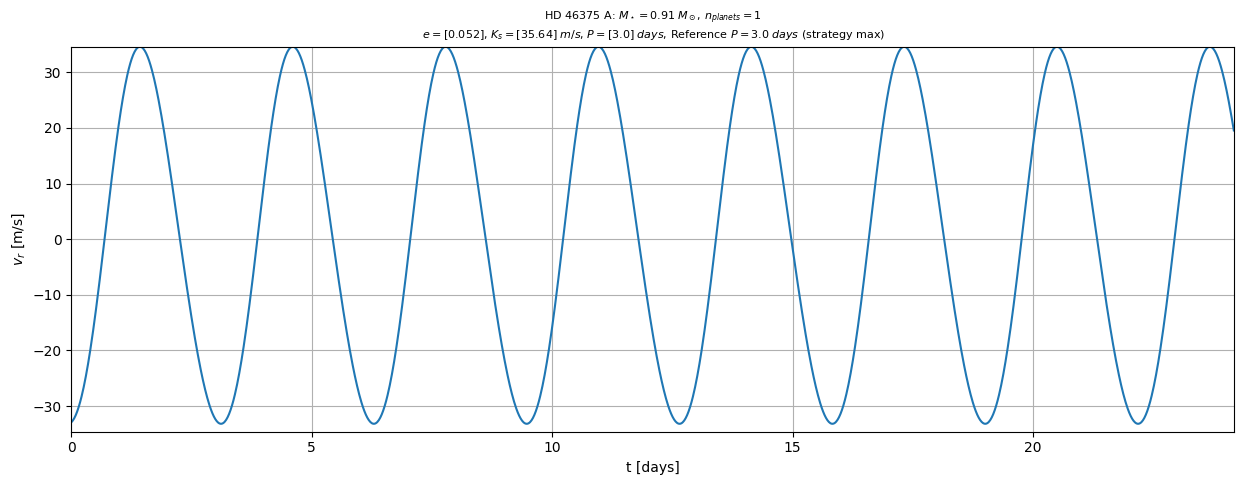 HD 46375 A: M⋆ = 0.91 M⊙, nplanets = 1
e = [0.052], Ks = [35.64] m/s, P = [3.0] days, Reference P = 3.0 days (strategy max)
30
20
10
0
−10
−20
−30
vr [m/s]
0 5 10 15 20
t [days]